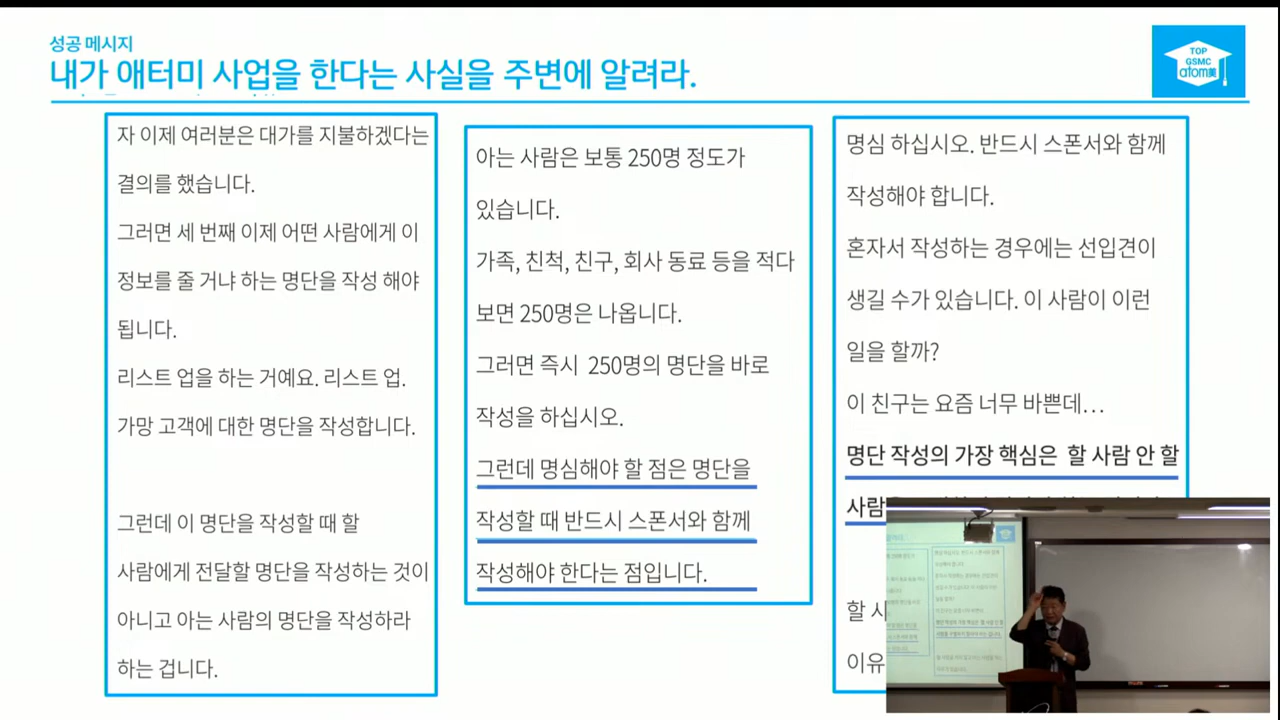 성공 메시지
내가 애터미 사업을 한다는 사실을 주변에 알려라.
TOP
GSMC
atom美
자 이제 여러분은 대가를 지불하겠다는
결의를 했습니다.
그러면 세 번째 이제 어떤 사람에게 이
정보를 줄 거냐 하는 명단을 작성 해야
됩니다.
리스트 업을 하는 거예요. 리스트 업.
가망 고객에 대한 명단을 작성합니다.
그런데 이 명단을 작성할 때 할
사람에게 전달할 명단을 작성하는 것이
아니고 아는 사람의 명단을 작성하라
하는 겁니다.
아는 사람은 보통 250명 정도가
있습니다.
가족, 친척, 친구, 회사 동료 등을 적다
보면 250명은 나옵니다.
그러면 즉시 250명의 명단을 바로
작성을 하십시오.
그런데 명심해야 할 점은 명단을
작성할 때 반드시 스폰서와 함께
작성해야 한다는 점입니다.
명심 하십시오. 반드시 스폰서와 함께
작성해야 합니다.
혼자서 작성하는 경우에는 선입견이
생길 수가 있습니다. 이 사람이 이런
일을 할까?
이 친구는 요즘 너무 바쁜데...
명단 작성의 가장 핵심은 할 사람 안 할
할 사
이유